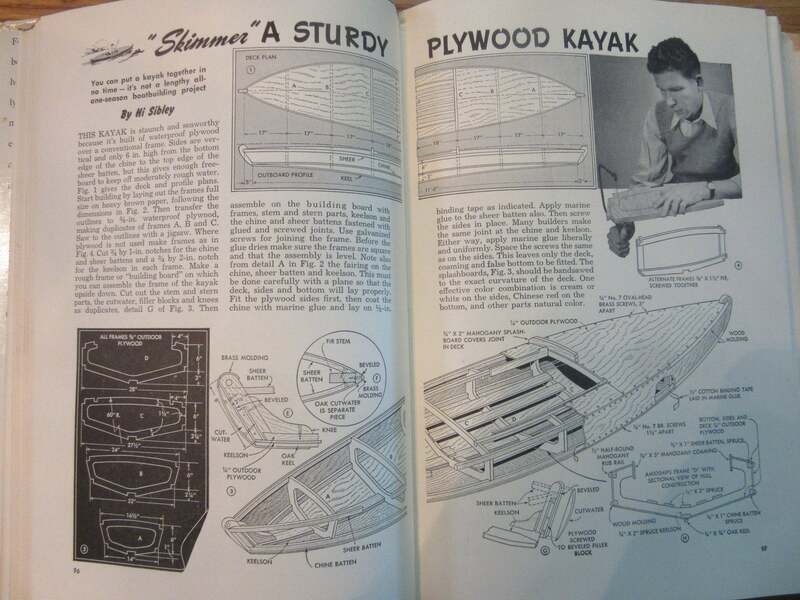 "Skimmer" A STURDY PLYWOOD KAYAK
You can put a kayak together in
no time — it's not a lengthy all-
one-season boatbuilding project
By Hi Sibley
THIS KAYAK is staunch and seaworthy
because it's built of waterproof plywood
over a conventional frame. Sides are ver-
tical and only 6 in. high from the bottom
edge of the chine to the top edge of the
sheer batten, but this gives enough free-
board to keep off moderately rough water.
Fig. 1 gives the deck and profile plans.
Start building by laying out the frames full
size on heavy brown paper, following the
dimensions in Fig. 2. Then transfer the
outlines to ⅜-in. waterproof plywood,
making duplicates of frames A, B and C.
Saw to the outlines with a jigsaw. Where
plywood is not used make frames as in
Fig. 4. Cut ¾ by 1-in. notches for the chine
and sheer battens and a ¾ by 2-in. notch
for the keelson in each frame. Make a
rough frame or "building board" on which
you can assemble the frame of the kayak
upside down. Cut out the stem and stern
parts, the cutwater, filler blocks and knees
as duplicates, detail G of Fig. 3. Then
DECK PLAN
1
A
B
C
17" 17" 17" 17"
SHEER
CHINE
OUTBOARD PROFILE
KEEL
assemble on the building board with
frames, stem and stern parts, keelson and
the chine and sheer battens fastened with
glued and screwed joints. Use galvanized
screws for joining the frame. Before the
glue dries make sure the frames are square
and that the assembly is level. Note also
from detail A in Fig. 2 the fairing on the
chine, sheer batten and keelson. This must
be done carefully with a plane so that the
deck, sides and bottom will lay properly.
Fit the plywood sides first, then coat the
chine with marine glue and lay on ⅜-in.
ALL FRAMES ⅜" OUTDOOR
PLYWOOD
D
28"
60° R.
C
1½"
27½"
24"
B
22"
16½"
A
14"
2
BRASS MOLDING
SHEER
BATTEN
BEVELED
E
CUT-
WATER
KNEE
KEELSON
OAK
KEEL
¼" OUTDOOR
PLYWOOD
3
FIR STEM
SHEER
BATTEN
BEVELED
F
BRASS
MOLDING
OAK CUTWATER
IS SEPARATE
PIECE
A
B
SHEER
BATTEN
KEELSON
CHINE BATTEN
96
C
B
A
17" 17" 17"
11'-6"
binding tape as indicated. Apply marine
glue to the sheer batten also. Then screw
the sides in place. Many builders make
the same joint at the chine and keelson.
Either way, apply marine glue liberally
and uniformly. Space the screws the same
as on the sides. This leaves only the deck,
coaming and false bottom to be fitted. The
splashboards, Fig. 3, should be bandsawed
to the exact curvature of the deck. One
effective color combination is cream or
white on the sides, Chinese red on the
bottom, and other parts natural color.
ALTERNATE FRAMES ¾" X 1½" FIR,
SCREWED TOGETHER
4
¾" No. 7 OVAL-HEAD
BRASS SCREWS, 3"
APART
¼" OUTDOOR PLYWOOD
¾" X 2" MAHOGANY SPLASH-
BOARD COVERS JOINT
IN DECK
WOOD
MOLDING
½" COTTON BINDING TAPE
LAID IN MARINE GLUE
¾" No. 7 RH. SCREWS
1½" APART
½" HALF-ROUND
MAHOGANY
RUB RAIL
BOTTOM, SIDES AND
DECK ¼" OUTDOOR
PLYWOOD
¾" X 1" SHEER BATTEN, SPRUCE
X 3" MAHOGANY COAMING
AMIDSHIPS FRAME "D" WITH
SECTIONAL VIEW OF HULL
CONSTRUCTION
X 2" SPRUCE
WOOD MOLDING
¾" X 2" SPRUCE KEELSON
¾" X 1" CHINE BATTEN
SPRUCE
¾" X ¾" OAK KEEL
H
SHEER BATTEN
KEELSON
BEVELED
CUTWATER
PLYWOOD
SCREWED
TO BEVELED FILLER
BLOCK
G
97